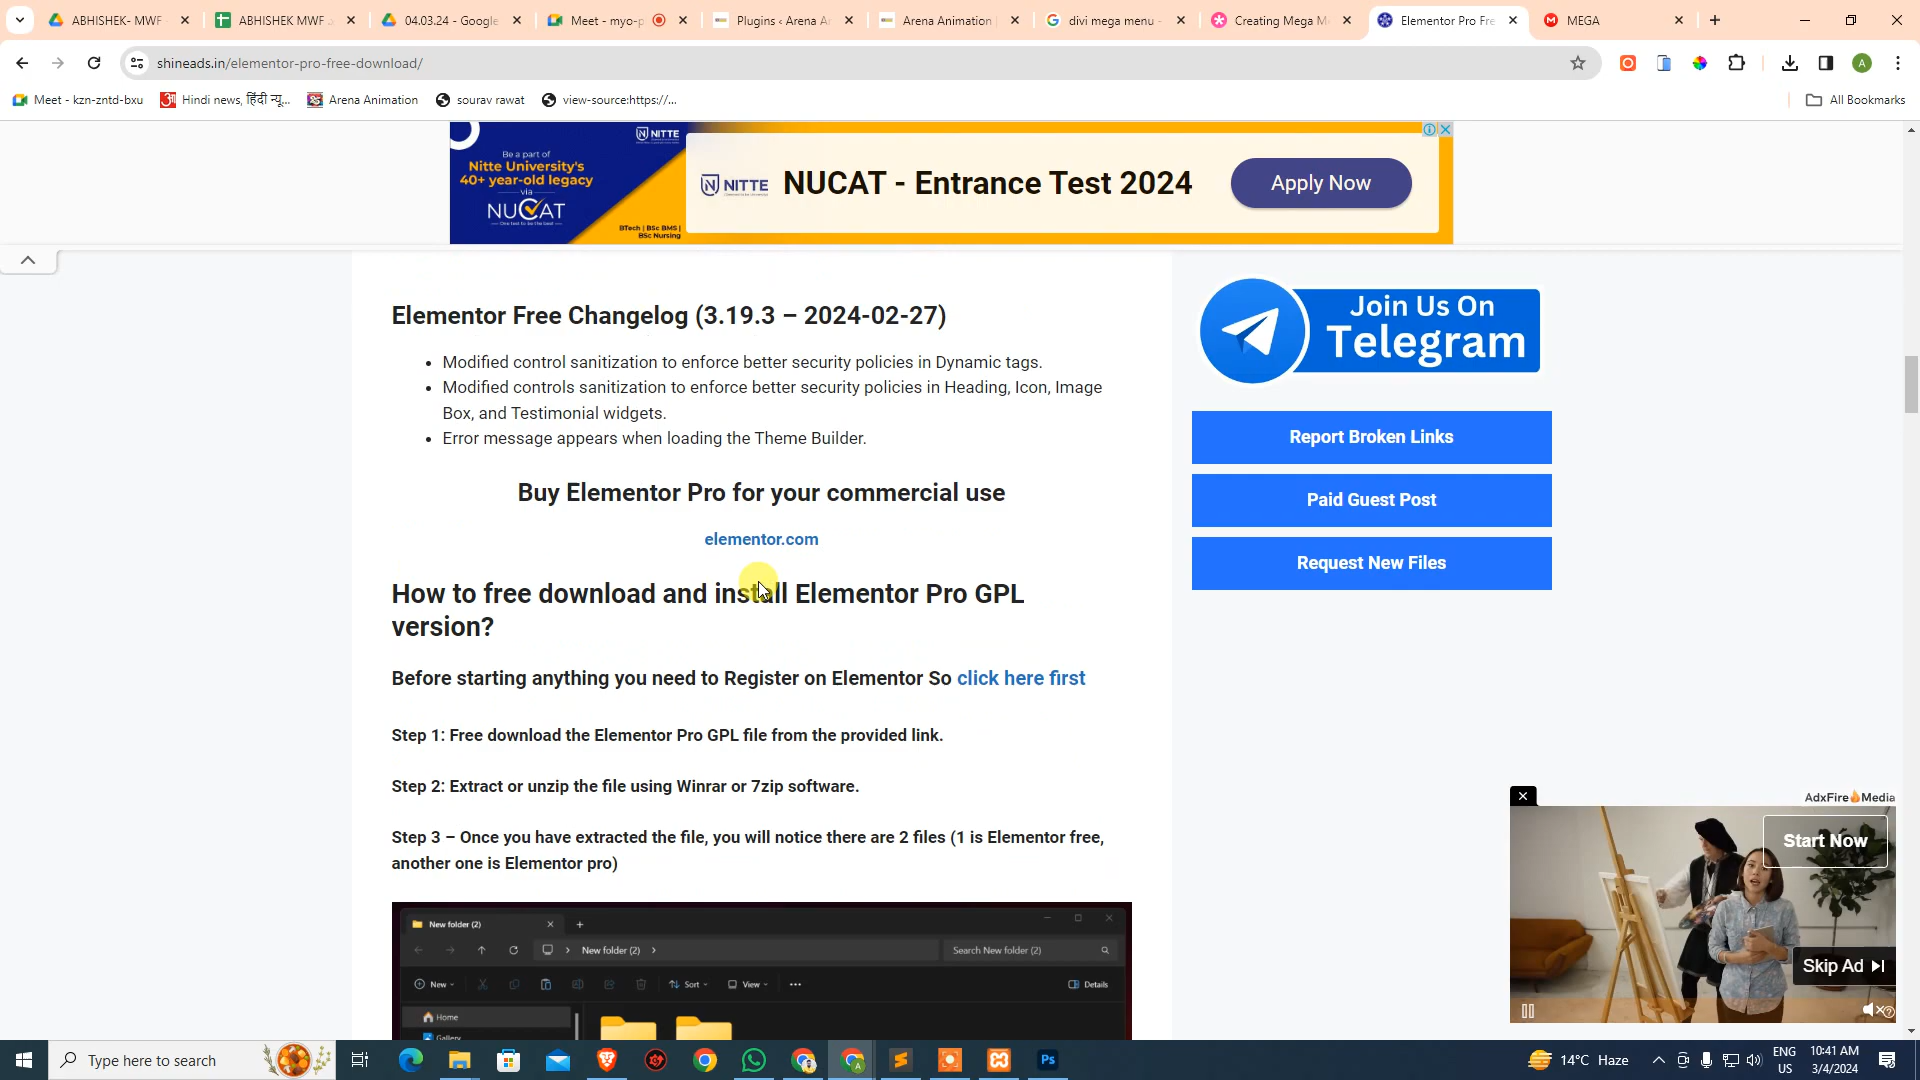 ABHISHEK- MWF
ABHISHEK MWF
04.03.24 - Google
Meet - myo-p
Plugins ‹ Arena A
Arena Animation
divi mega menu -
Creating Mega M
Elementor Pro Fre
MEGA
shineads.in/elementor-pro-free-download/
A
Meet - kzn-zntd-bxu
Hindi news, हिंदी न्यू...
Arena Animation
sourav rawat
view-source:https://...
All Bookmarks
NITTE
Be a part of
Nitte University's
40+ year-old legacy
via
NUCAT
BTech | BSc BMS |
BSc Nursing
NITTE
NUCAT - Entrance Test 2024
Apply Now
Elementor Free Changelog (3.19.3 – 2024-02-27)
• Modified control sanitization to enforce better security policies in Dynamic tags.
• Modified controls sanitization to enforce better security policies in Heading, Icon, Image
Box, and Testimonial widgets.
• Error message appears when loading the Theme Builder.
Buy Elementor Pro for your commercial use
elementor.com
How to free download and install Elementor Pro GPL
version?
Before starting anything you need to Register on Elementor So click here first
Step 1: Free download the Elementor Pro GPL file from the provided link.
Step 2: Extract or unzip the file using Winrar or 7zip software.
Step 3 – Once you have extracted the file, you will notice there are 2 files (1 is Elementor free,
another one is Elementor pro)
New folder (2)
New folder (2)
Search New folder (2)
New
Sort
View
Details
Home
Gallery
Join Us On
Telegram
Report Broken Links
Paid Guest Post
Request New Files
AdxFire Media
Start Now
Skip Ad
Type here to search
Ps
14°C Haze
ENG
US
10:41 AM
3/4/2024